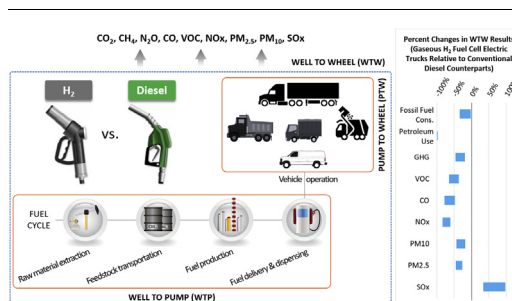 CO2, CH4, N2O, CO, VOC, NOx, PM2.5, PM10, SOx
WELL TO WHEEL (WTW)
H2
Diesel
VS.
PUMP TO WHEEL (PTW)
Vehicle operation
FUEL
CYCLE
Raw material extraction
Feedstock transportation
Fuel production
Fuel delivery & dispensing
WELL TO PUMP (WTP)
Percent Changes in WTW Results
(Gaseous H2 Fuel Cell Electric
Trucks Relative to Conventional
Diesel Counterparts)
-100%
-50%
0%
50%
100%
Fossil Fuel
Cons.
Petroleum
Use
GHG
VOC
CO
NOx
PM10
PM2.5
SOx